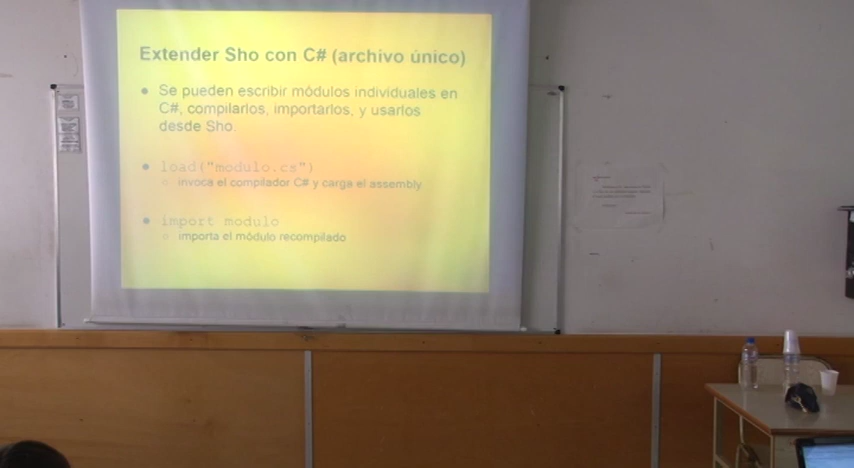 Extender Sho con C# (archivo único)
Se pueden escribir módulos individuales en
C#, compilarlos, importarlos, y usarlos
desde Sho.
load("modulo.cs")
invoca el compilador C# y carga el assembly
import modulo
importa el módulo recompilado